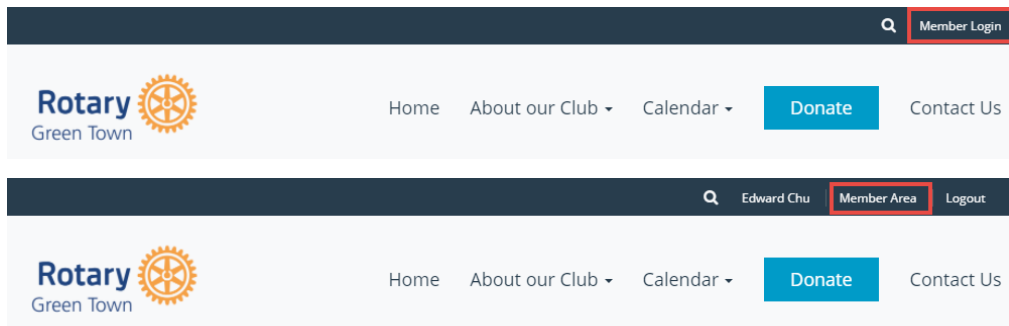 Member Login
Rotary
Green Town
Home About our Club Calendar Donate Contact Us
Edward Chu Member Area Logout
Rotary
Green Town
Home About our Club Calendar Donate Contact Us